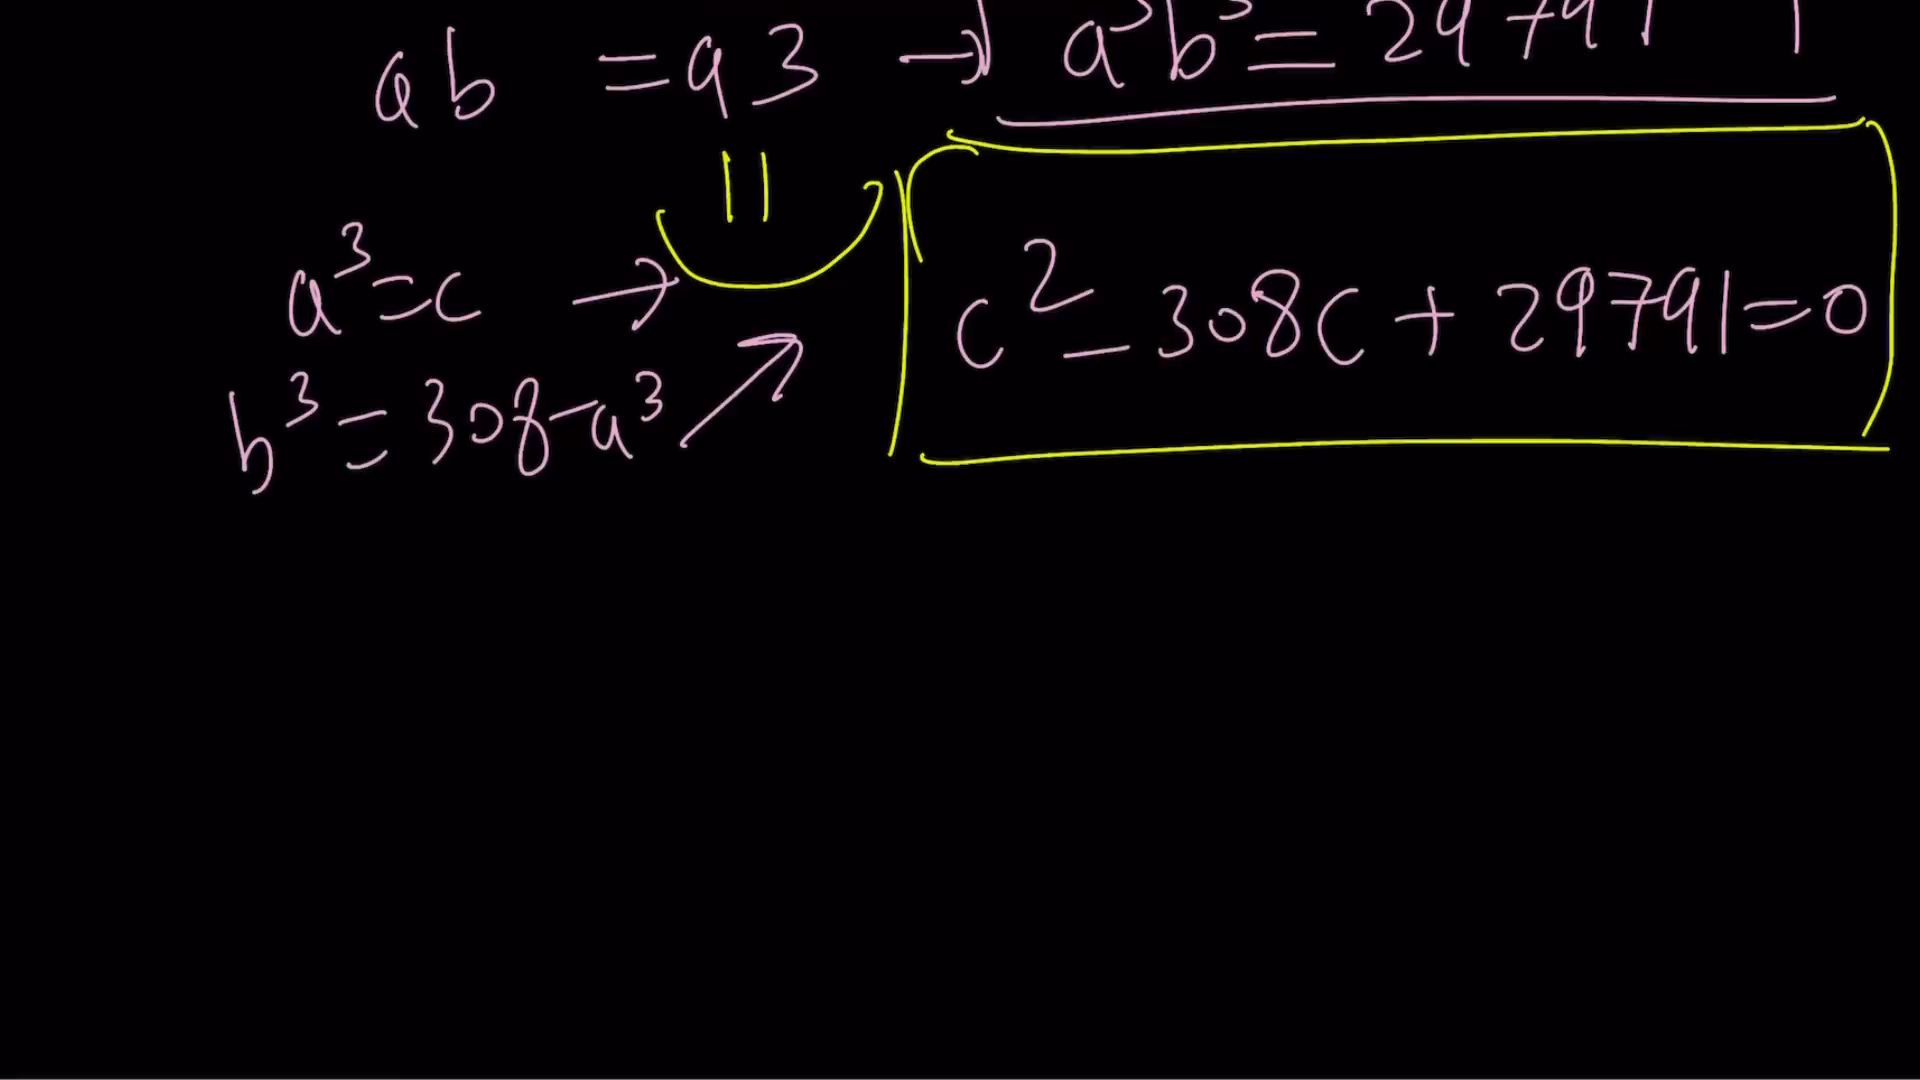 ab = 93 → a³b³ = 29791
a³ = c →
c² - 308c + 29791 = 0
b³ = 308 - a³